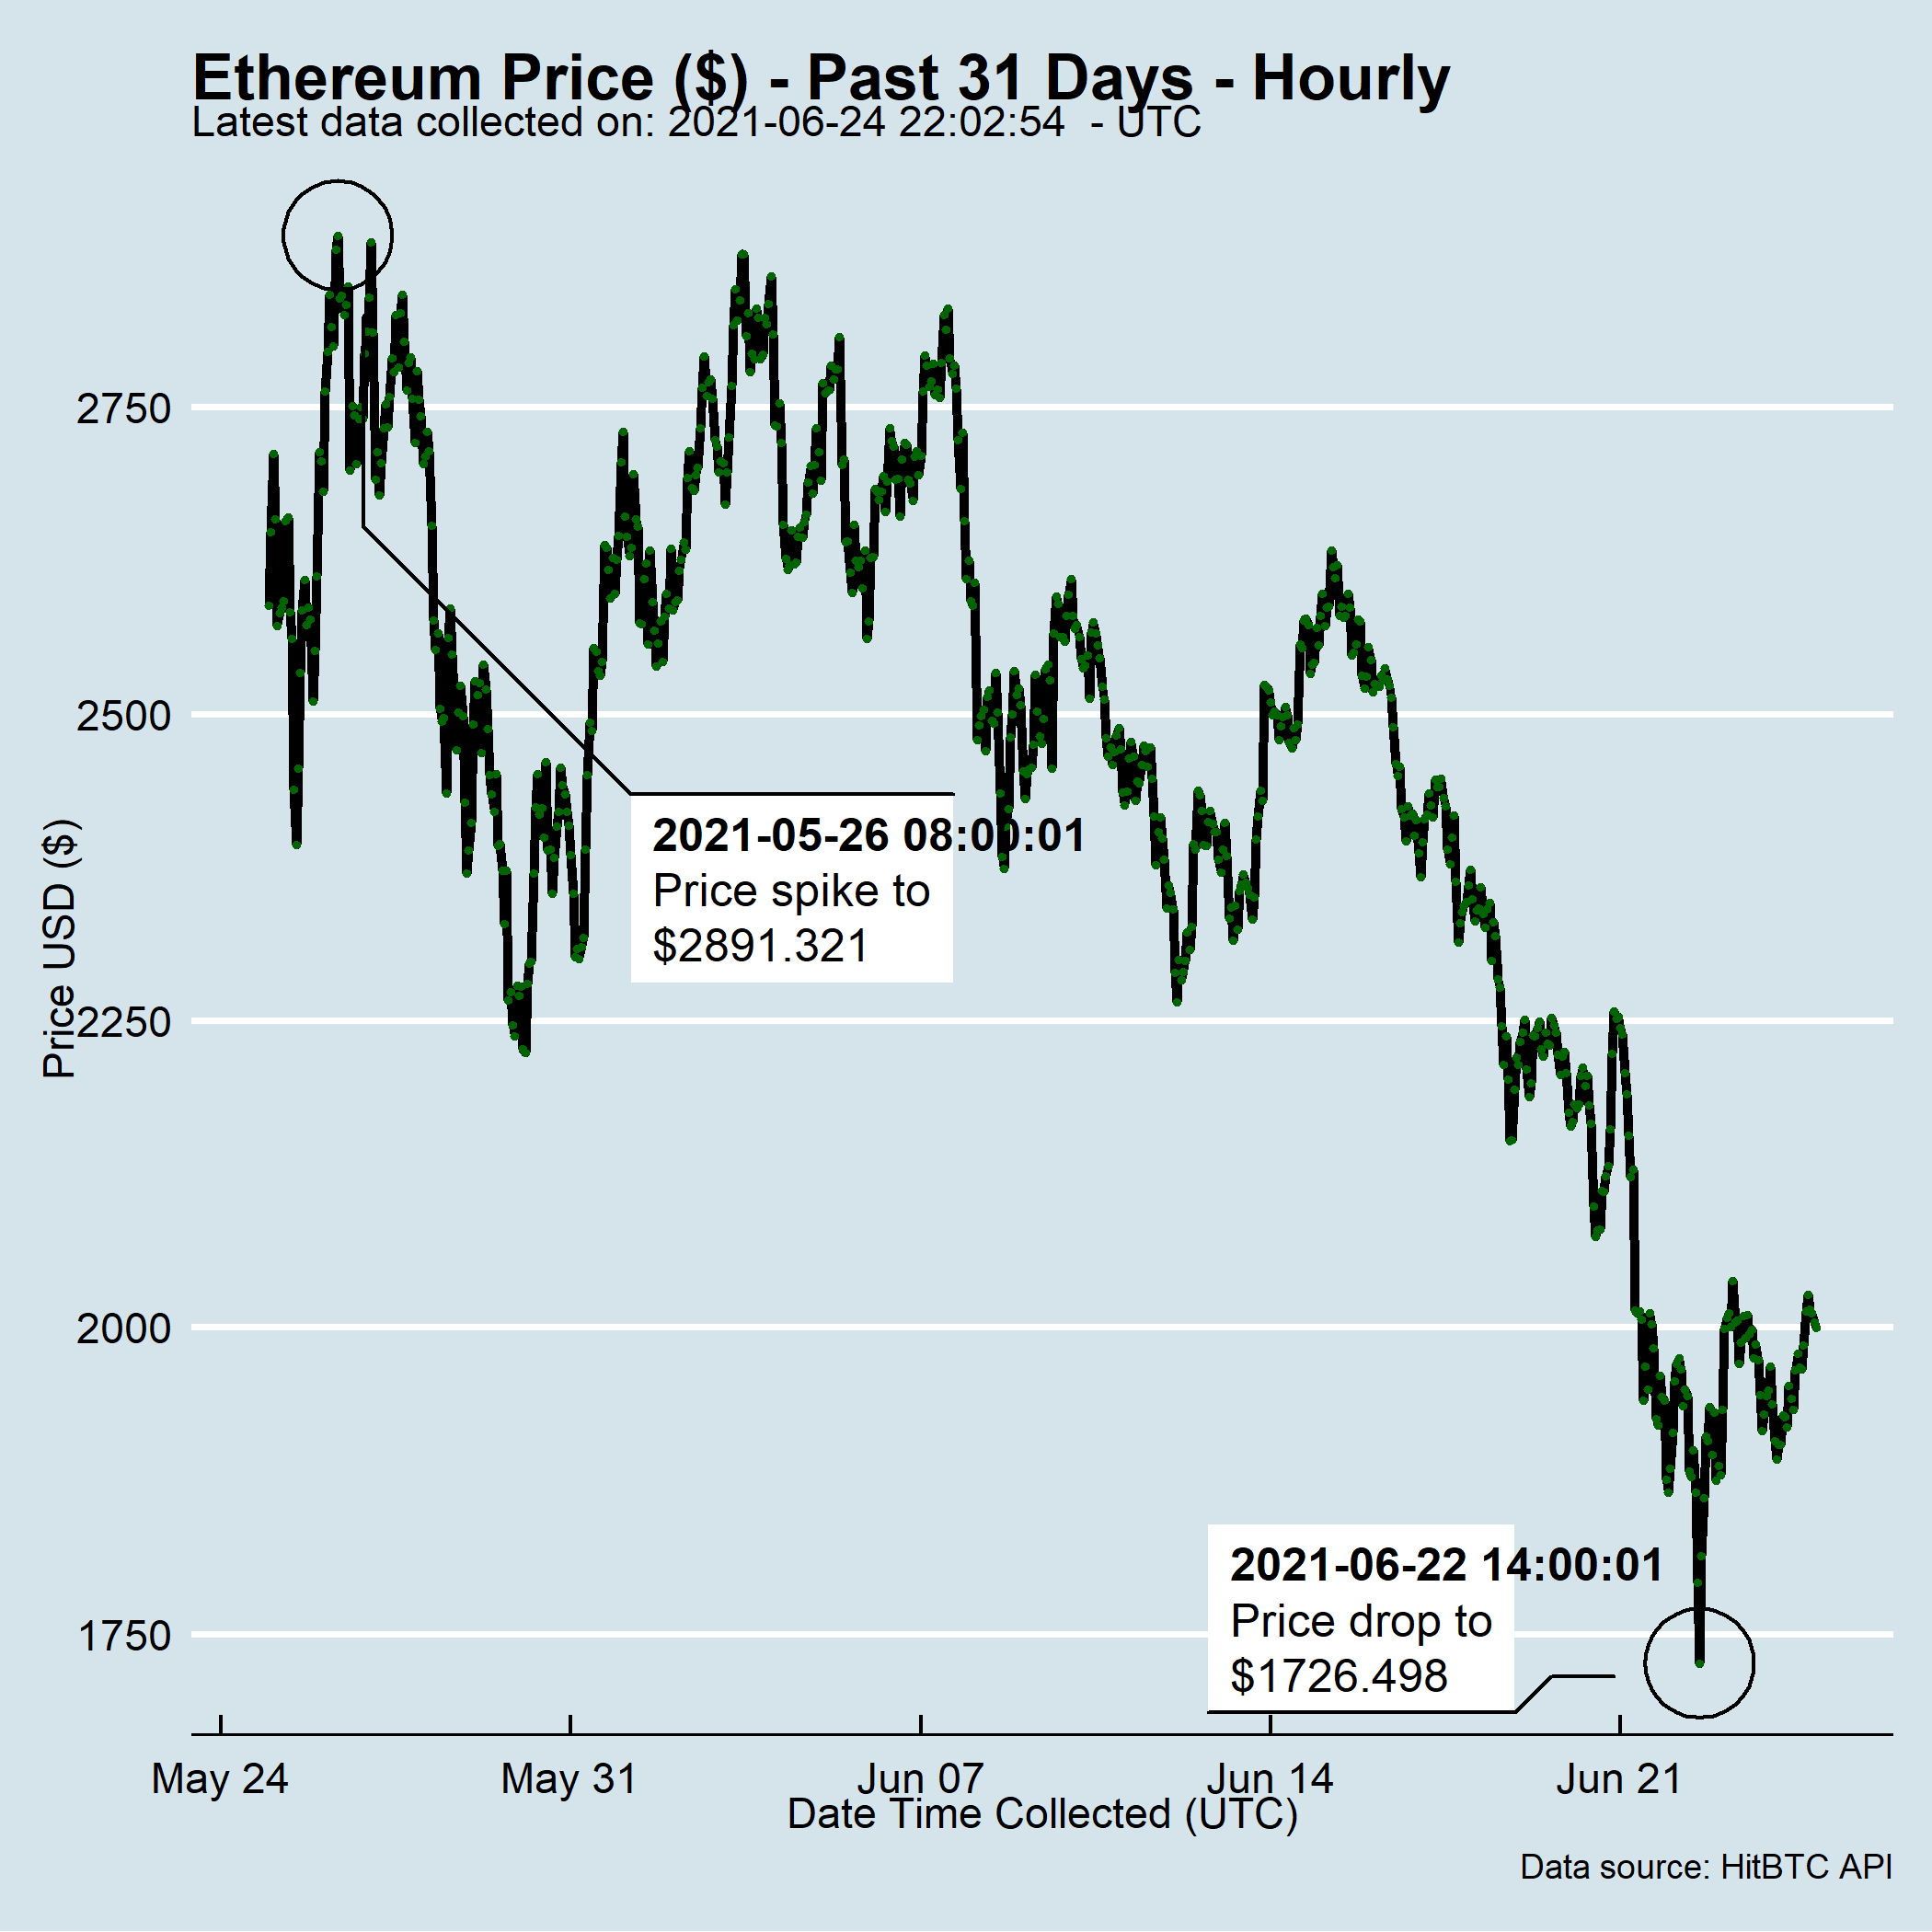 Ethereum Price ($) - Past 31 Days - Hourly
Latest data collected on: 2021-06-24 22:02:54  - UTC
Price USD ($)
2750
2500
2250
2000
1750
2021-05-26 08:00:01
Price spike to
$2891.321
2021-06-22 14:00:01
Price drop to
$1726.498
May 24
May 31
Jun 07
Jun 14
Jun 21
Date Time Collected (UTC)
Data source: HitBTC API